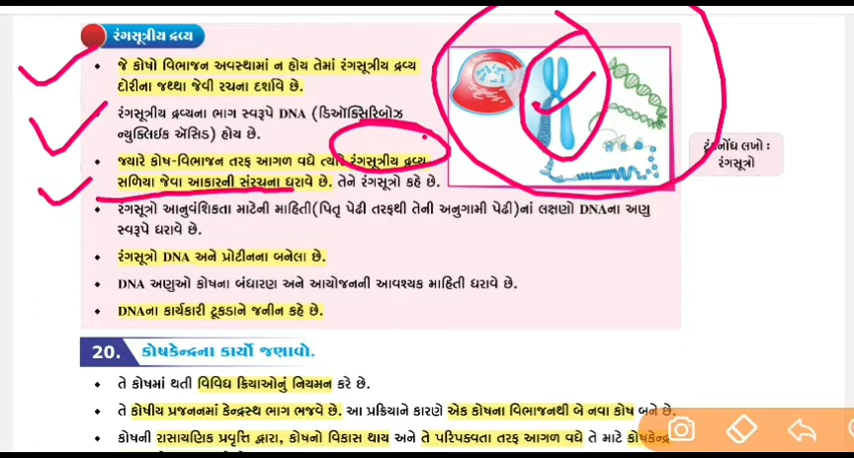 રંગસૂત્રીય દ્રવ્ય
• જે કોષો વિભાજન અવસ્થામાં ન હોય તેમાં રંગસૂત્રીય દ્રવ્ય
દોરીના જથ્થા જેવી રચના દર્શાવે છે.
રંગસૂત્રીય દ્રવ્યના ભાગ સ્વરૂપે DNA (ડિઑક્સિરિબોઝ
ન્યુક્લિઇક ઍસિડ) હોય છે.
• જ્યારે કોષ-વિભાજન તરફ આગળ વધે ત્યારે રંગસૂત્રીય દ્રવ્ય
સળિયા જેવા આકારની સંરચના ધરાવે છે. તેને રંગસૂત્રો કહે છે.
ટૂંકનોંધ લખો :
રંગસૂત્રો
• રંગસૂત્રો આનુવંશિકતા માટેની માહિતી(પિતૃ પેઢી તરફથી તેની અનુગામી પેઢી)નાં લક્ષણો DNAના અણુ
સ્વરૂપે ધરાવે છે.
• રંગસૂત્રો DNA અને પ્રોટીનના બનેલા છે.
• DNA અણુઓ કોષના બંધારણ અને આયોજનની આવશ્યક માહિતી ધરાવે છે.
• DNAના કાર્યકારી ટૂકડાને જનીન કહે છે.
20. કોષકેન્દ્રના કાર્યો જણાવો.
• તે કોષમાં થતી વિવિધ ક્રિયાઓનું નિયમન કરે છે.
• તે કોષીય પ્રજનનમાં કેન્દ્રસ્થ ભાગ ભજવે છે. આ પ્રક્રિયાને કારણે એક કોષના વિભાજનથી બે નવા કોષ બને છે.
• કોષની રાસાયણિક પ્રવૃત્તિ દ્વારા, કોષનો વિકાસ થાય અને તે પરિપક્વતા તરફ આગળ વધે તે માટે કોષકેન્દ્ર